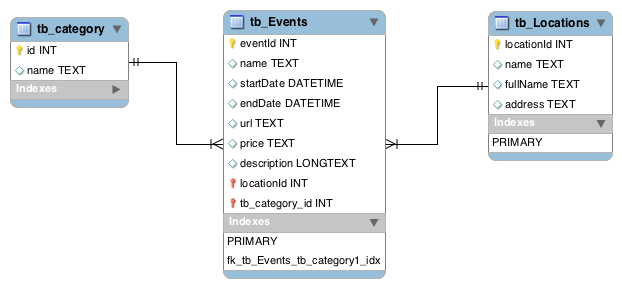 tb_category
id INT
name TEXT
Indexes
tb_Events
eventId INT
name TEXT
startDate DATETIME
endDate DATETIME
url TEXT
price TEXT
description LONGTEXT
locationId INT
tb_category_id INT
Indexes
PRIMARY
fk_tb_Events_tb_category1_idx
tb_Locations
locationId INT
name TEXT
fullName TEXT
address TEXT
Indexes
PRIMARY